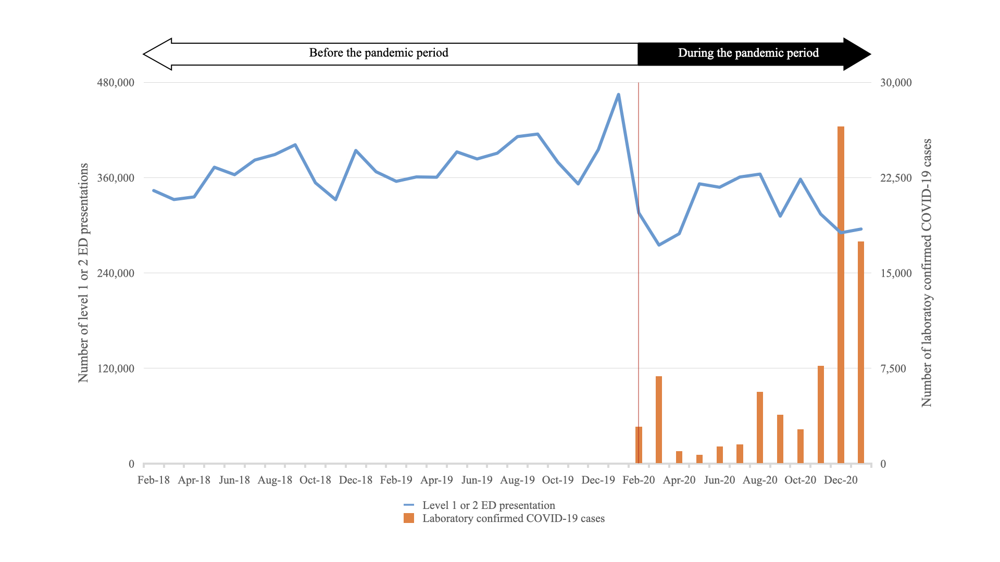 Before the pandemic period
During the pandemic period
480,000
360,000
240,000
120,000
0
Number of level 1 or 2 ED presentations
30,000
22,500
15,000
7,500
0
Number of laboratoy confirmed COVID-19 cases
Feb-18 Apr-18 Jun-18 Aug-18 Oct-18 Dec-18 Feb-19 Apr-19 Jun-19 Aug-19 Oct-19 Dec-19 Feb-20 Apr-20 Jun-20 Aug-20 Oct-20 Dec-20
Level 1 or 2 ED presentation
Laboratory confirmed COVID-19 cases